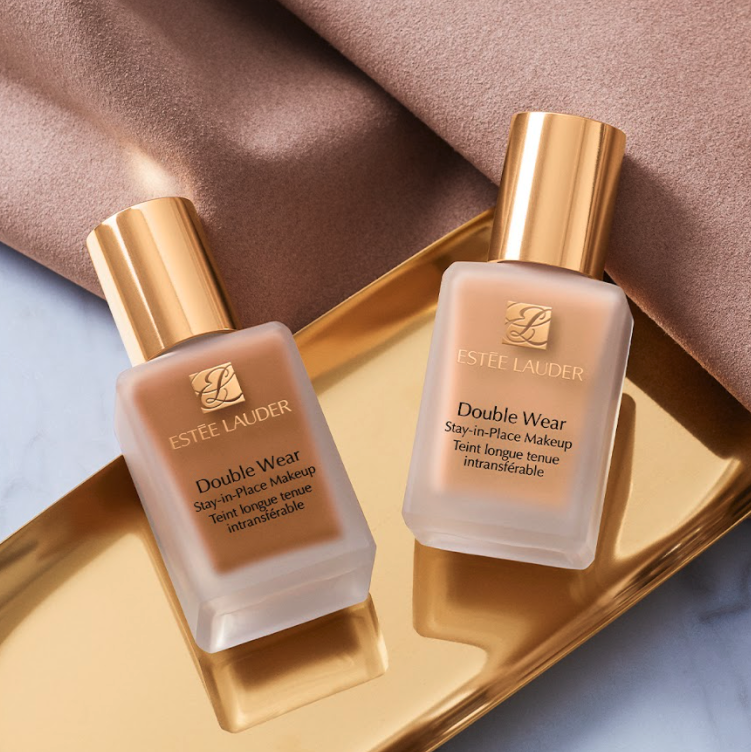 ESTĒE LAUDER
Double Wear
Stay-in-Place Makeup
Teint longue tenue
intransférable
ESTĒE LAUDER
Double Wear
Stay-in-Place Makeup
Teint longue tenue
intransférable